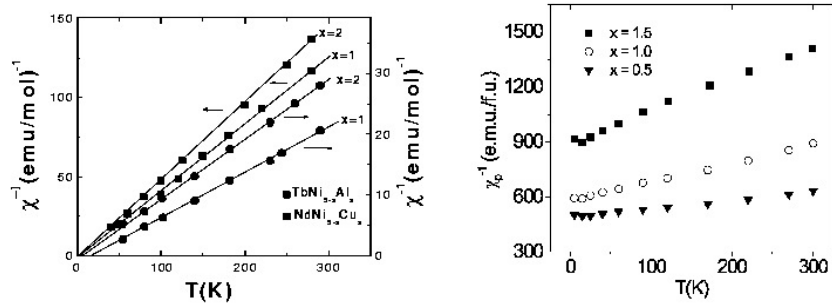 150
100
50
0
χ⁻¹ (emu/mol)⁻¹
x=2
x=1
x=2
x=1
30
20
10
0
χ⁻¹ (emu/mol)⁻¹
TbNi₅₋ₓAlₓ
NdNi₅₋ₓCuₓ
0 100 200 300
T(K)
1500
1200
900
600
300
χₚ⁻¹ (e.m.u./f.u.)
x = 1.5
x = 1.0
x = 0.5
0 100 200 300
T(K)